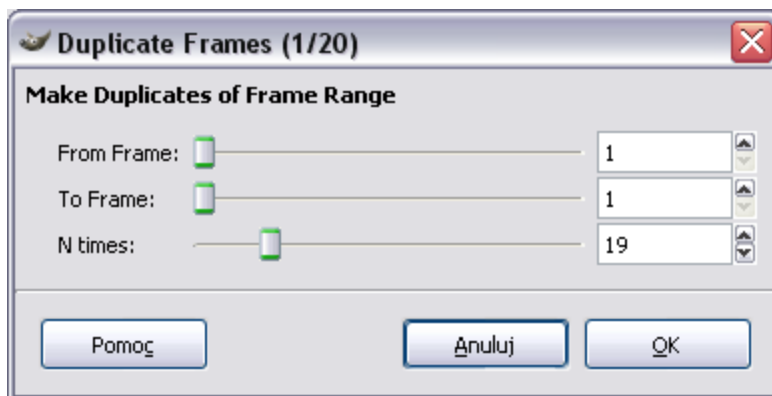 Duplicate Frames (1/20)
Make Duplicates of Frame Range
From Frame: 1
To Frame: 1
N times: 19
Pomoc Anuluj OK